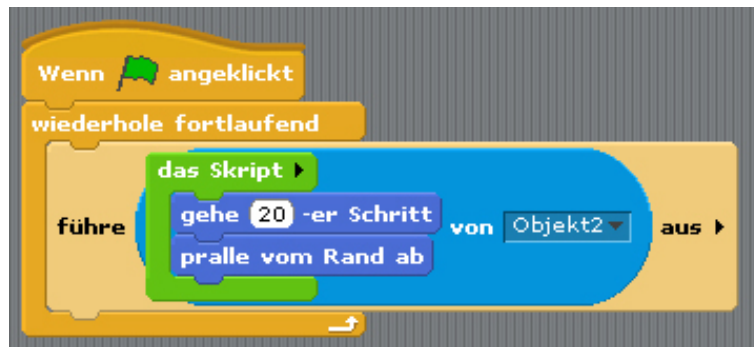 Wenn angeklickt
wiederhole fortlaufend
das Skript
führe gehe 20 -er Schritt von Objekt2 aus
pralle vom Rand ab